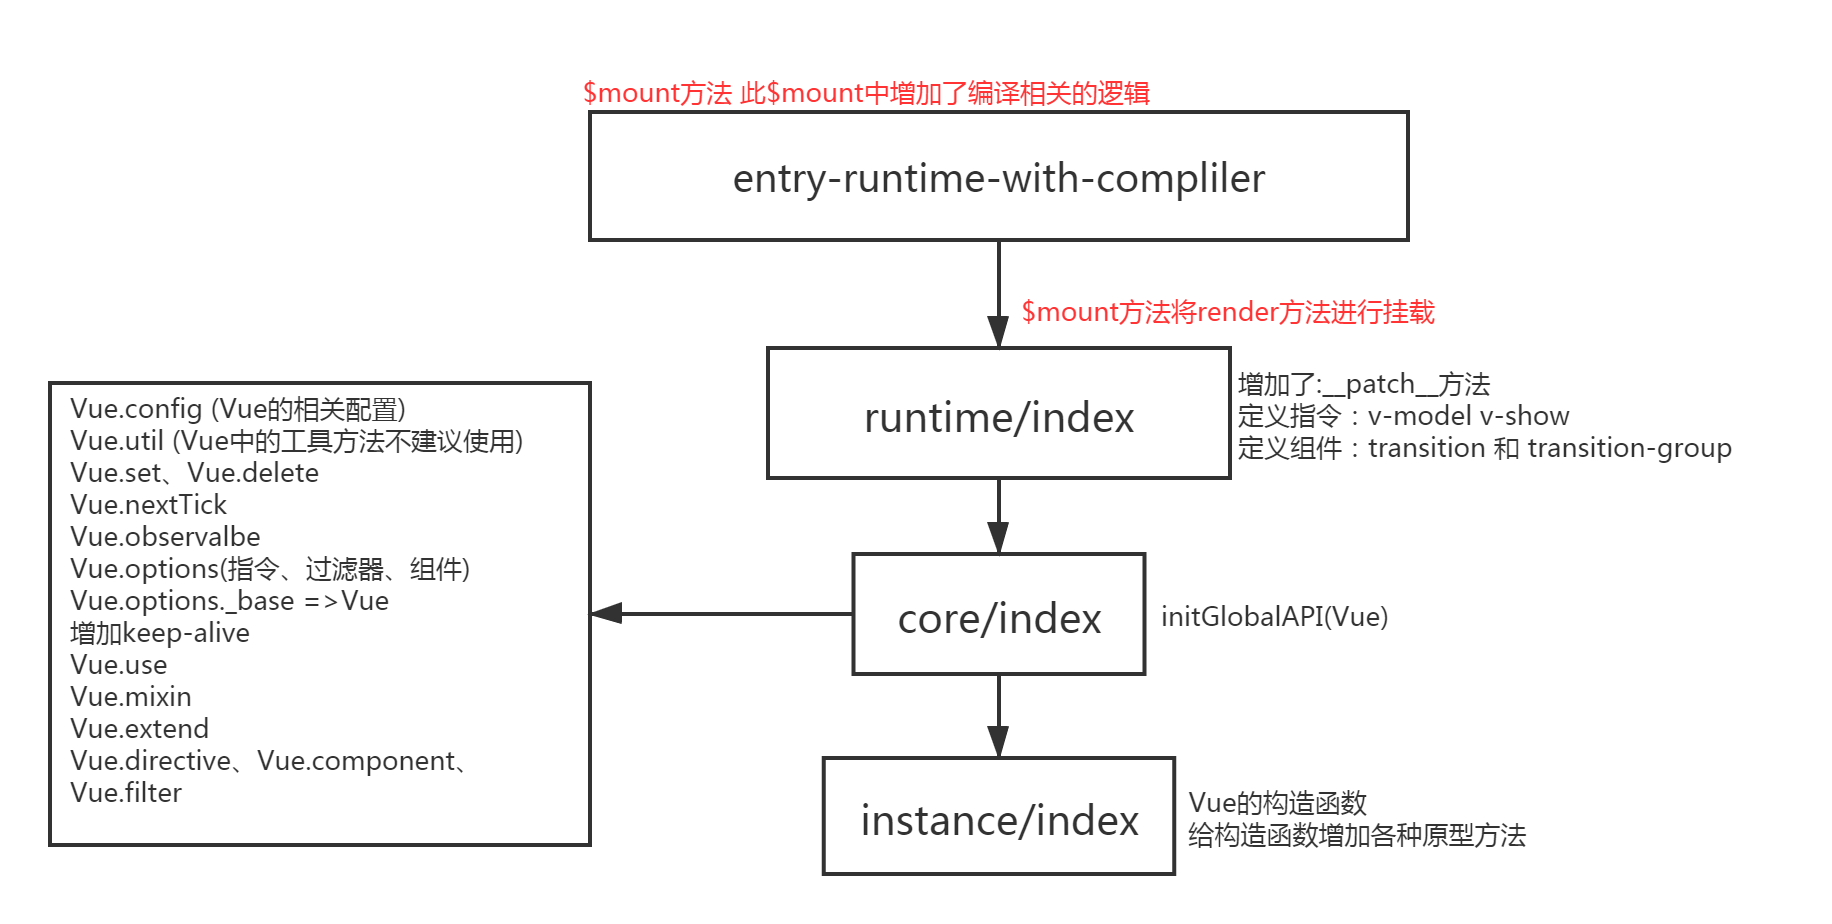 $mount方法 此$mount中增加了编译相关的逻辑
entry-runtime-with-compliler
$mount方法将render方法进行挂载
runtime/index
增加了:__patch__方法
定义指令：v-model v-show
定义组件：transition 和 transition-group
Vue.config (Vue的相关配置)
Vue.util (Vue中的工具方法不建议使用)
Vue.set、Vue.delete
Vue.nextTick
Vue.observalbe
Vue.options(指令、过滤器、组件)
Vue.options._base =>Vue
增加keep-alive
Vue.use
Vue.mixin
Vue.extend
Vue.directive、Vue.component、
Vue.filter
core/index
initGlobalAPI(Vue)
instance/index
Vue的构造函数
给构造函数增加各种原型方法